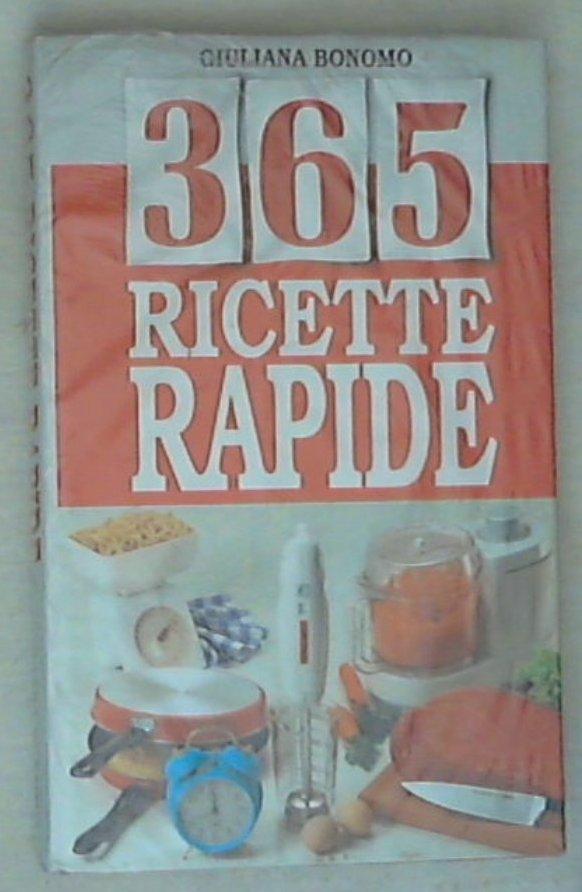 GIULIANA BONOMO
365
RICETTE
RAPIDE